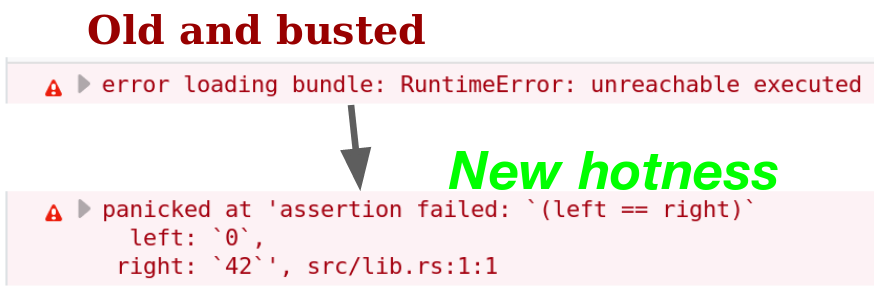 Old and busted
error loading bundle: RuntimeError: unreachable executed
New hotness
panicked at 'assertion failed: `(left == right)`
left: `0`,
right: `42`', src/lib.rs:1:1